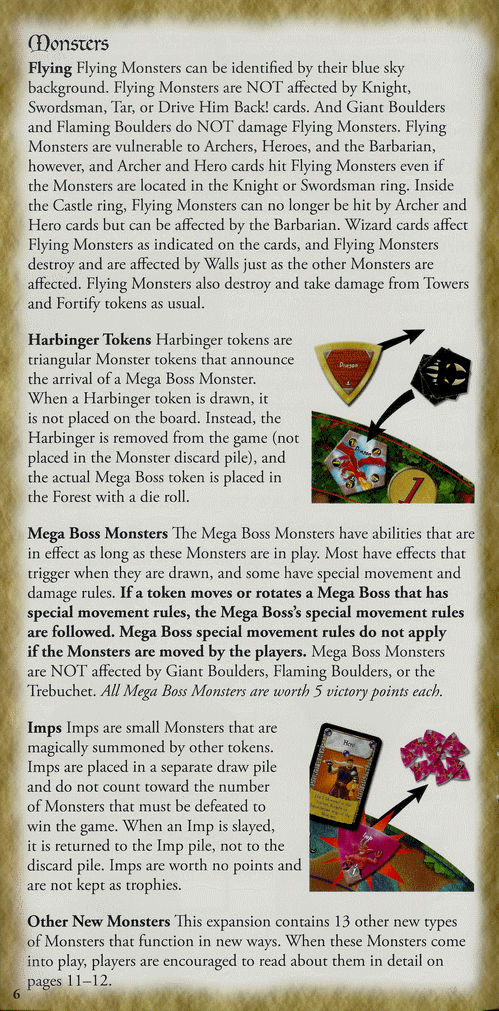 Monsters
Flying Flying Monsters can be identified by their blue sky
background. Flying Monsters are NOT affected by Knight,
Swordsman, Tar, or Drive Him Back! cards. And Giant Boulders
and Flaming Boulders do NOT damage Flying Monsters. Flying
Monsters are vulnerable to Archers, Heroes, and the Barbarian,
however, and Archer and Hero cards hit Flying Monsters even if
the Monsters are located in the Knight or Swordsman ring. Inside
the Castle ring, Flying Monsters can no longer be hit by Archer and
Hero cards but can be affected by the Barbarian. Wizard cards affect
Flying Monsters as indicated on the cards, and Flying Monsters
destroy and are affected by Walls just as the other Monsters are
affected. Flying Monsters also destroy and take damage from Towers
and Fortify tokens as usual.
Harbinger Tokens Harbinger tokens are
triangular Monster tokens that announce
the arrival of a Mega Boss Monster.
When a Harbinger token is drawn, it
is not placed on the board. Instead, the
Harbinger is removed from the game (not
placed in the Monster discard pile), and
the actual Mega Boss token is placed in
the Forest with a die roll.
Dragon
1
Mega Boss Monsters The Mega Boss Monsters have abilities that are
in effect as long as these Monsters are in play. Most have effects that
trigger when they are drawn, and some have special movement and
damage rules. If a token moves or rotates a Mega Boss that has
special movement rules, the Mega Boss's special movement rules
are followed. Mega Boss special movement rules do not apply
if the Monsters are moved by the players. Mega Boss Monsters
are NOT affected by Giant Boulders, Flaming Boulders, or the
Trebuchet. All Mega Boss Monsters are worth 5 victory points each.
Imps Imps are small Monsters that are
magically summoned by other tokens.
Imps are placed in a separate draw pile
and do not count toward the number
of Monsters that must be defeated to
win the game. When an Imp is slayed,
it is returned to the Imp pile, not to the
discard pile. Imps are worth no points and
are not kept as trophies.
Hero
Imp
1
Other New Monsters This expansion contains 13 other new types
of Monsters that function in new ways. When these Monsters come
into play, players are encouraged to read about them in detail on
pages 11–12.
6